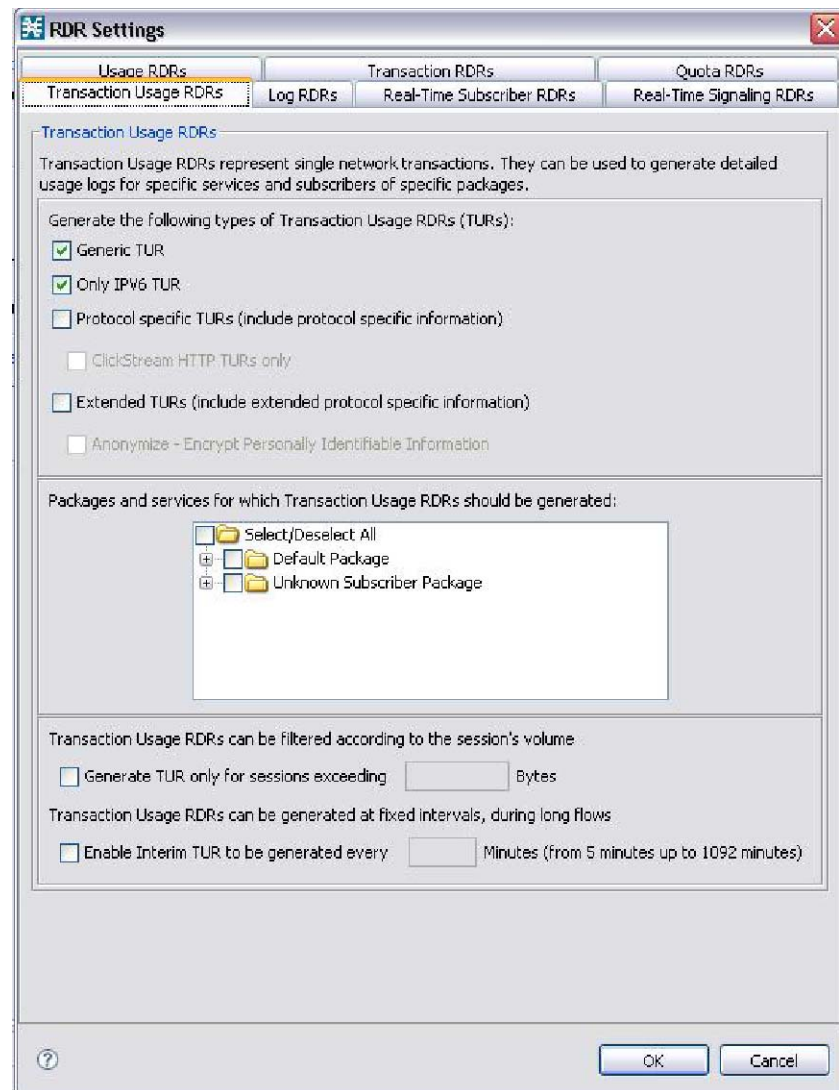 RDR Settings
Usage RDRs
Transaction RDRs
Quota RDRs
Transaction Usage RDRs
Log RDRs
Real-Time Subscriber RDRs
Real-Time Signaling RDRs
Transaction Usage RDRs
Transaction Usage RDRs represent single network transactions. They can be used to generate detailed
usage logs for specific services and subscribers of specific packages.
Generate the following types of Transaction Usage RDRs (TURs):
Generic TUR
Only IPV6 TUR
Protocol specific TURs (include protocol specific information)
ClickStream HTTP TURs only
Extended TURs (include extended protocol specific information)
Anonymize - Encrypt Personally Identifiable Information
Packages and services for which Transaction Usage RDRs should be generated:
Select/Deselect All
Default Package
Unknown Subscriber Package
Transaction Usage RDRs can be filtered according to the session's volume
Generate TUR only for sessions exceeding Bytes
Transaction Usage RDRs can be generated at fixed intervals, during long flows
Enable Interim TUR to be generated every Minutes (from 5 minutes up to 1092 minutes)
?
OK
Cancel